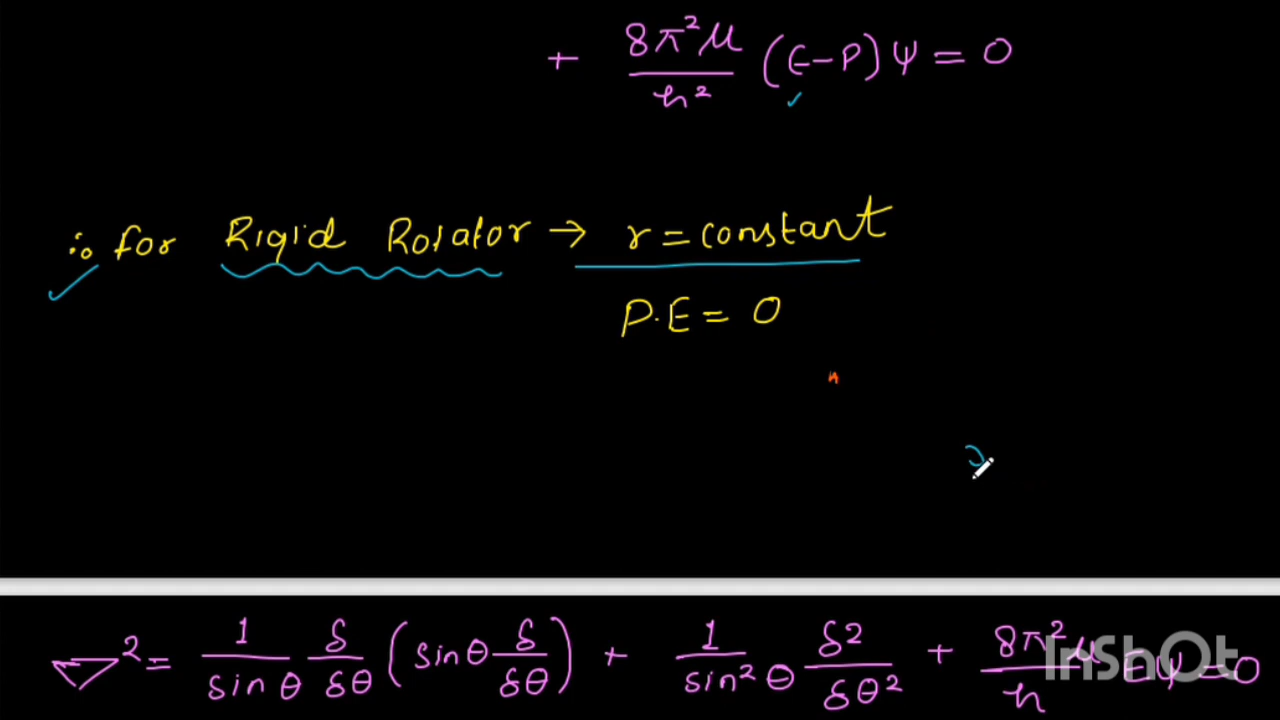 + 8π²μ/h² (E-P)ψ = 0
∴ for Rigid Rotator → r = constant
P.E = 0
▽² = 1/sinθ δ/δθ (sinθ δ/δθ) + 1/sin²θ δ²/δθ² + 8π²μ/h Eψ = 0
InShOt